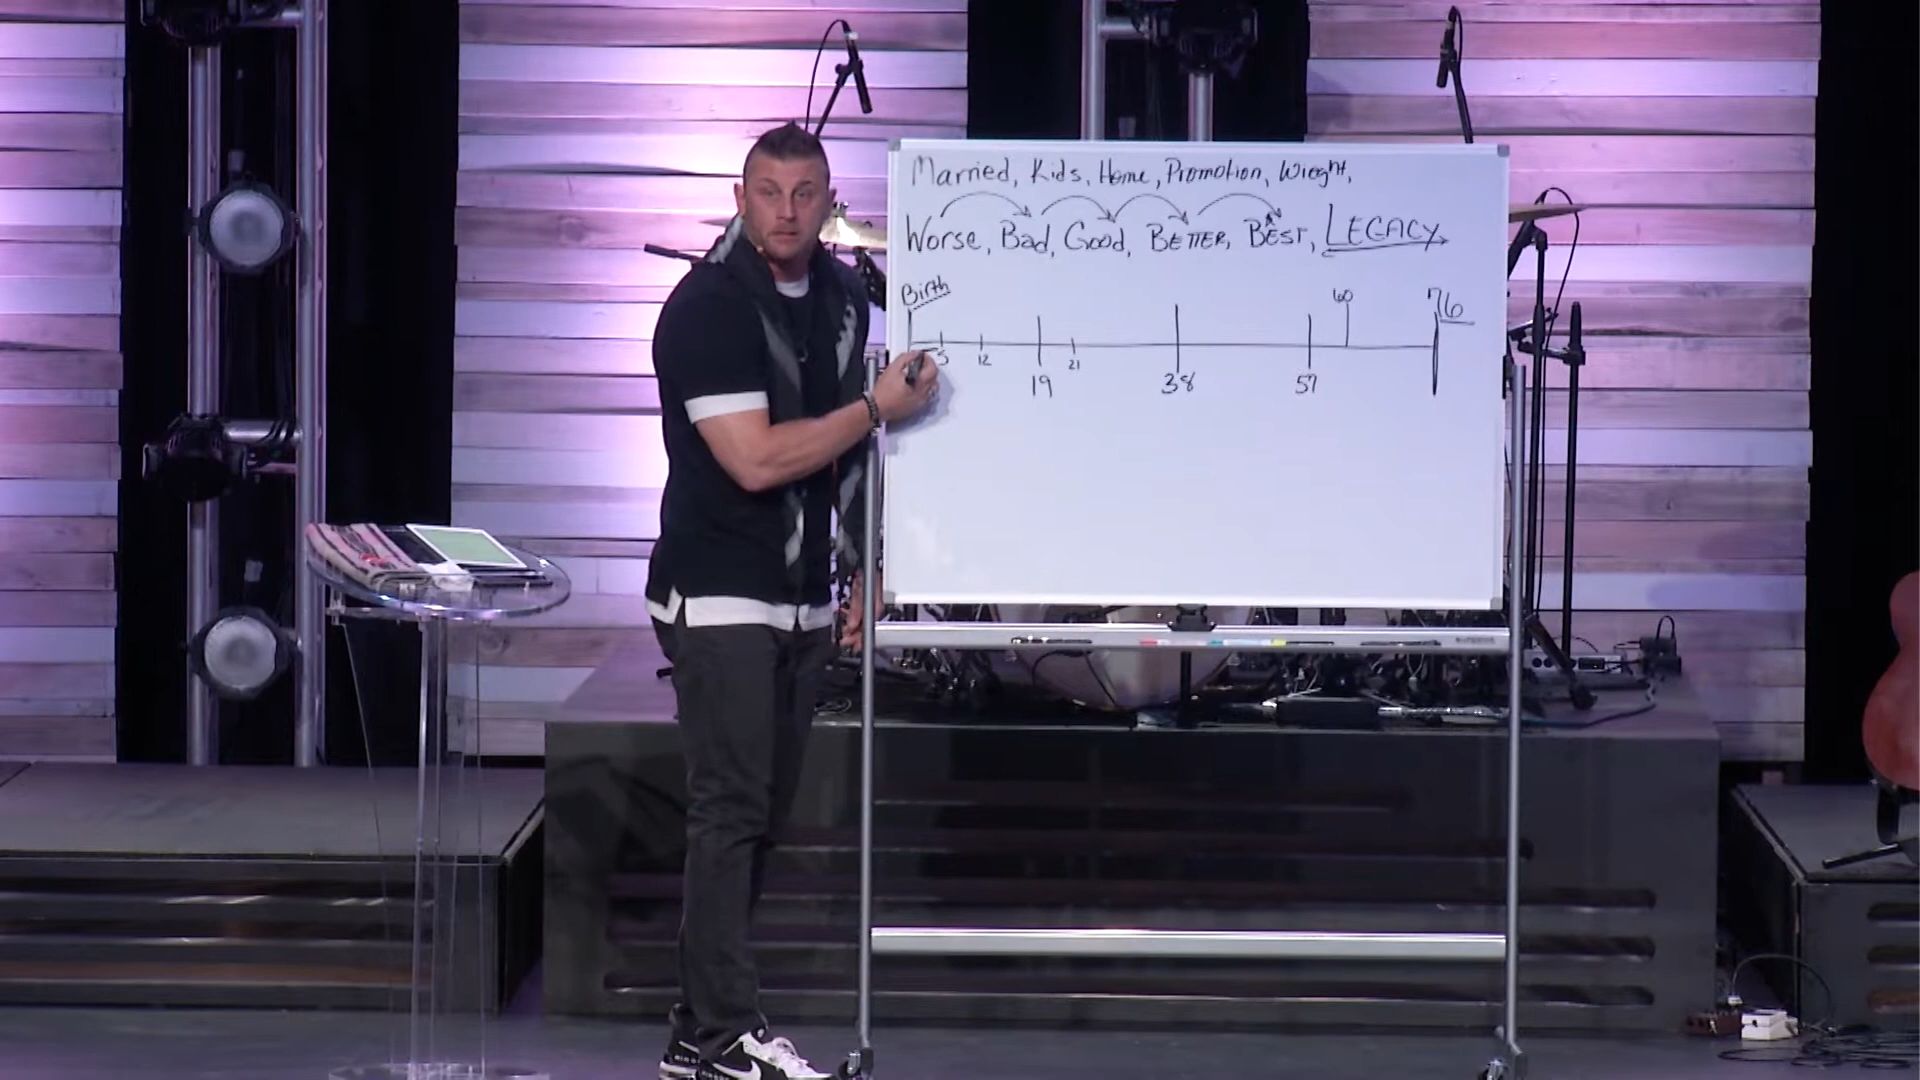 Married, Kids, Home, Promotion, Wieght,
Worse, Bad, Good, BETTER, BEST, LEGACY
Birth 60 76
5 12 21
19 38 57